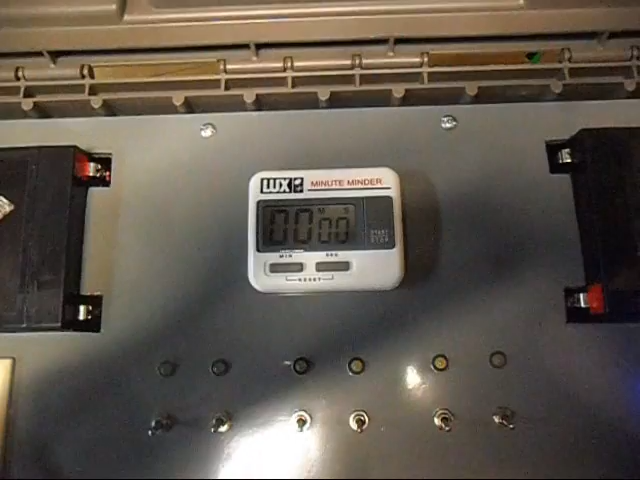 LUX MINUTE MINDER
M S
00 00
START
STOP
MIN SEC
RESET